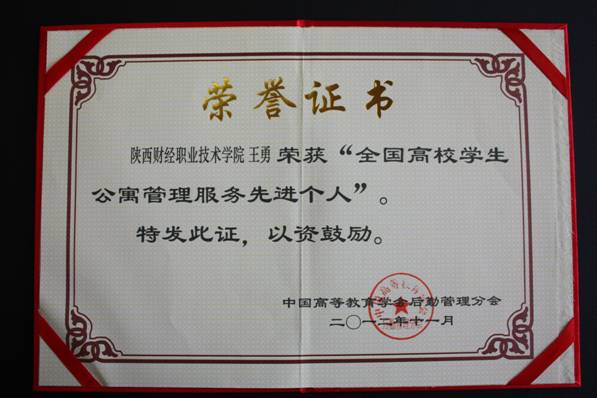 荣誉证书
陕西财经职业技术学院 王勇 荣获“全国高校学生
公寓管理服务先进个人”。
特发此证，以资鼓励。
中国高等教育学会后勤管理分会
二〇一二年十一月